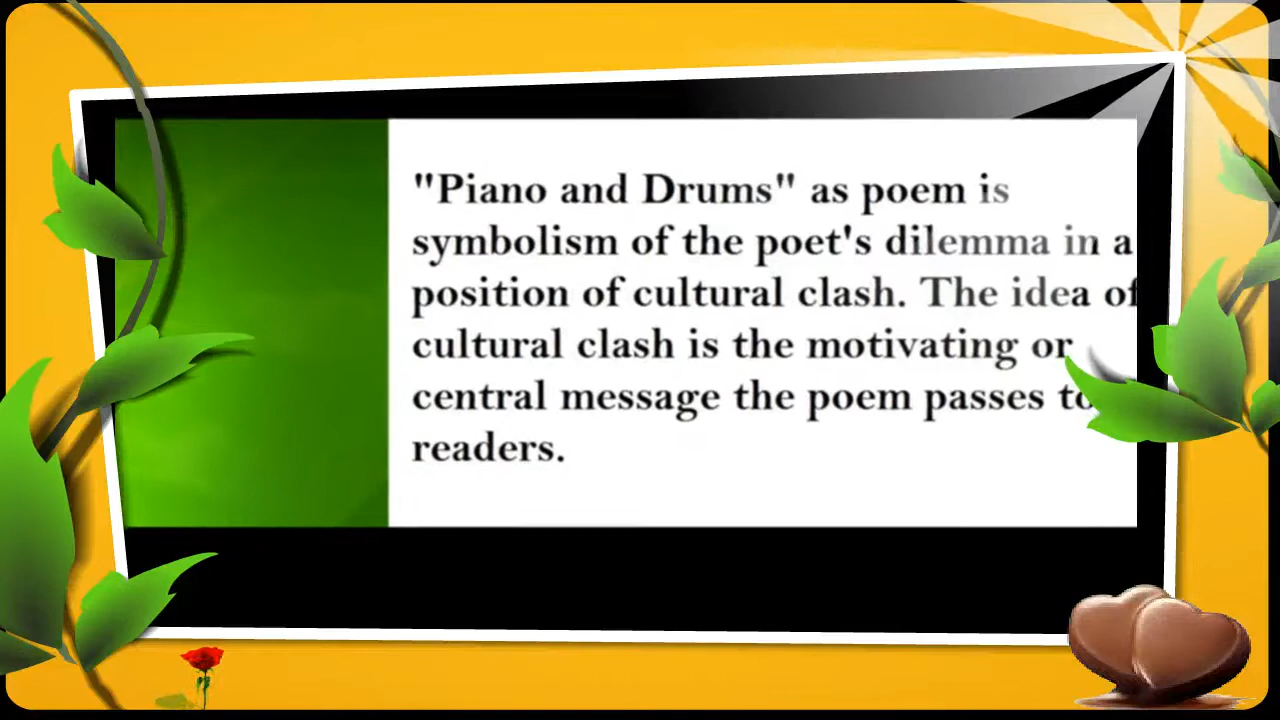 "Piano and Drums" as poem is
symbolism of the poet's dilemma in a
position of cultural clash. The idea of
cultural clash is the motivating or
central message the poem passes to
readers.